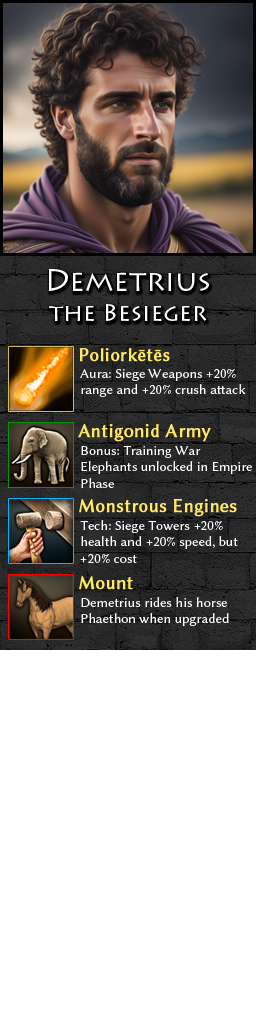 Demetrius
the Besieger
Poliorkētēs
Aura: Siege Weapons +20%
range and +20% crush attack
Antigonid Army
Bonus: Training War
Elephants unlocked in Empire
Phase
Monstrous Engines
Tech: Siege Towers +20%
health and +20% speed, but
+20% cost
Mount
Demetrius rides his horse
Phaethon when upgraded